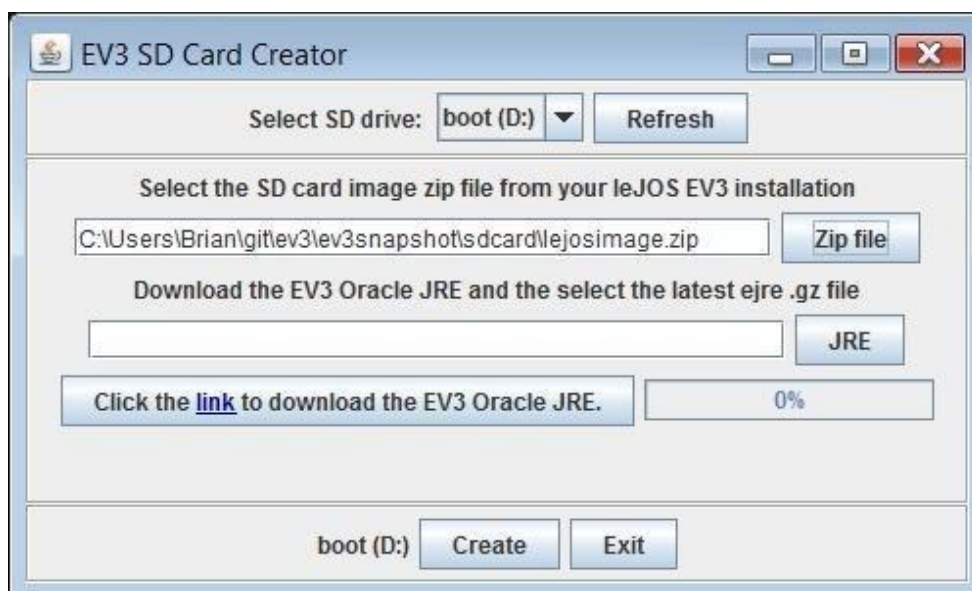 EV3 SD Card Creator
Select SD drive: boot (D:) Refresh
Select the SD card image zip file from your leJOS EV3 installation
C:\Users\Brian\git\ev3\ev3snapshot\sdcard\lejosimage.zip Zip file
Download the EV3 Oracle JRE and the select the latest ejre .gz file
JRE
Click the link to download the EV3 Oracle JRE. 0%
boot (D:) Create Exit